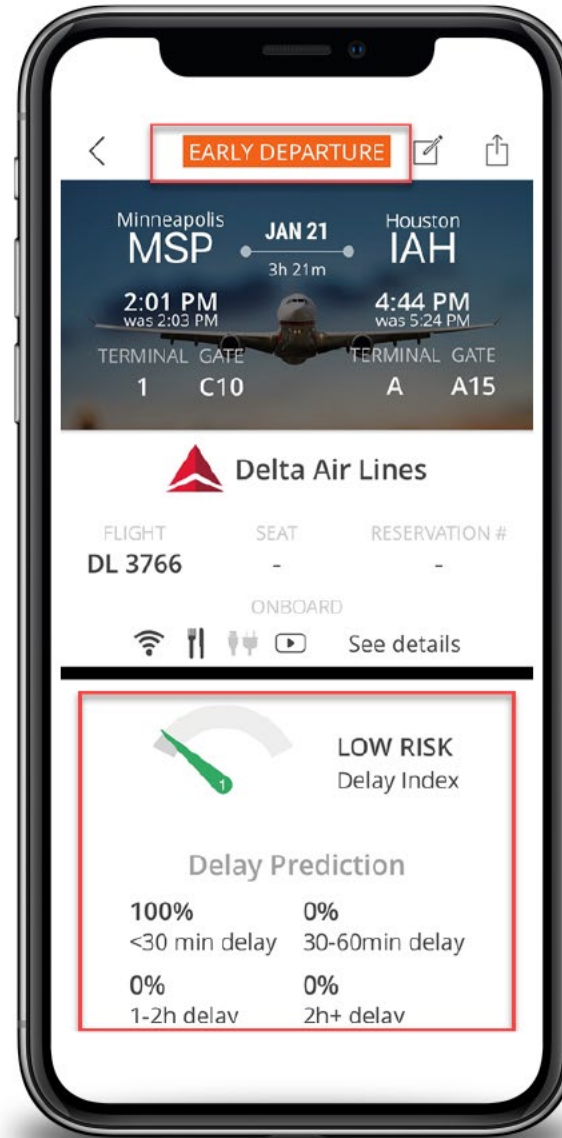 EARLY DEPARTURE
Minneapolis Houston
MSP JAN 21 IAH
3h 21m
2:01 PM 4:44 PM
was 2:03 PM was 5:24 PM
TERMINAL GATE TERMINAL GATE
1 C10 A A15
Delta Air Lines
FLIGHT SEAT RESERVATION #
DL 3766 - -
ONBOARD
See details
LOW RISK
1 Delay Index
Delay Prediction
100% 0%
<30 min delay 30-60min delay
0% 0%
1-2h delay 2h+ delay